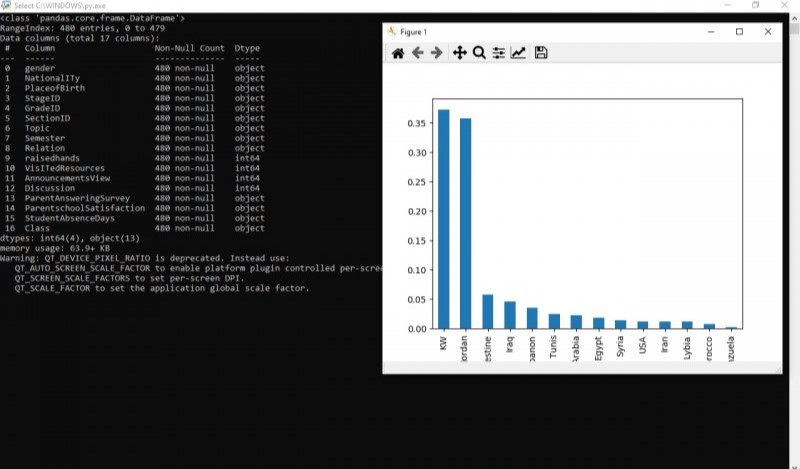 Select C:\WINDOWS\py.exe
<class 'pandas.core.frame.DataFrame'>
RangeIndex: 480 entries, 0 to 479
Data columns (total 17 columns):
# Column Non-Null Count Dtype
--- ------ -------------- -----
0 gender 480 non-null object
1 NationalITy 480 non-null object
2 PlaceofBirth 480 non-null object
3 StageID 480 non-null object
4 GradeID 480 non-null object
5 SectionID 480 non-null object
6 Topic 480 non-null object
7 Semester 480 non-null object
8 Relation 480 non-null object
9 raisedhands 480 non-null int64
10 VisITedResources 480 non-null int64
11 AnnouncementsView 480 non-null int64
12 Discussion 480 non-null int64
13 ParentAnsweringSurvey 480 non-null object
14 ParentschoolSatisfaction 480 non-null object
15 StudentAbsenceDays 480 non-null object
16 Class 480 non-null object
dtypes: int64(4), object(13)
memory usage: 63.9+ KB
Warning: QT_DEVICE_PIXEL_RATIO is deprecated. Instead use:
QT_AUTO_SCREEN_SCALE_FACTOR to enable platform plugin controlled per-scre
QT_SCREEN_SCALE_FACTORS to set per-screen DPI.
QT_SCALE_FACTOR to set the application global scale factor.
Figure 1
0.35
0.30
0.25
0.20
0.15
0.10
0.05
0.00
KW
ordan
estine
Iraq
anon
Tunis
Arabia
Egypt
Syria
USA
Iran
Lybia
rocco
zuela